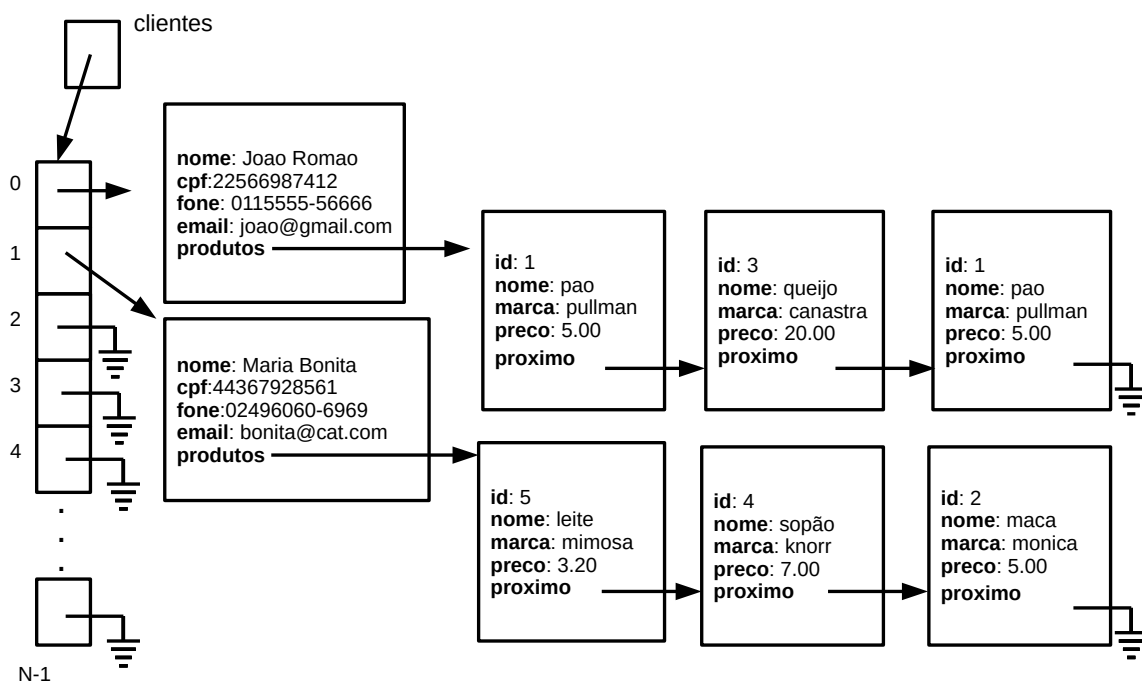 clientes
0
1
2
3
4
.
.
.
N-1
nome: Joao Romao
cpf:22566987412
fone: 0115555-56666
email: joao@gmail.com
produtos
id: 1
nome: pao
marca: pullman
preco: 5.00
proximo
id: 3
nome: queijo
marca: canastra
preco: 20.00
proximo
id: 1
nome: pao
marca: pullman
preco: 5.00
proximo
nome: Maria Bonita
cpf:44367928561
fone:02496060-6969
email: bonita@cat.com
produtos
id: 5
nome: leite
marca: mimosa
preco: 3.20
proximo
id: 4
nome: sopão
marca: knorr
preco: 7.00
proximo
id: 2
nome: maca
marca: monica
preco: 5.00
proximo